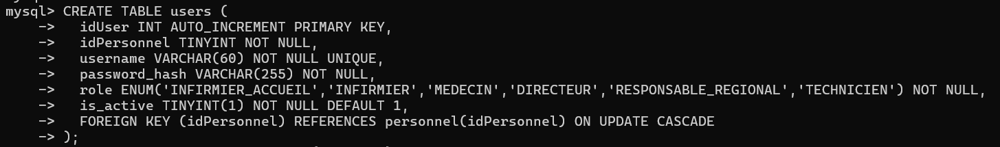 mysql> CREATE TABLE users (
    ->   idUser INT AUTO_INCREMENT PRIMARY KEY,
    ->   idPersonnel TINYINT NOT NULL,
    ->   username VARCHAR(60) NOT NULL UNIQUE,
    ->   password_hash VARCHAR(255) NOT NULL,
    ->   role ENUM('INFIRMIER_ACCUEIL','INFIRMIER','MEDECIN','DIRECTEUR','RESPONSABLE_REGIONAL','TECHNICIEN') NOT NULL,
    ->   is_active TINYINT(1) NOT NULL DEFAULT 1,
    ->   FOREIGN KEY (idPersonnel) REFERENCES personnel(idPersonnel) ON UPDATE CASCADE
    -> );